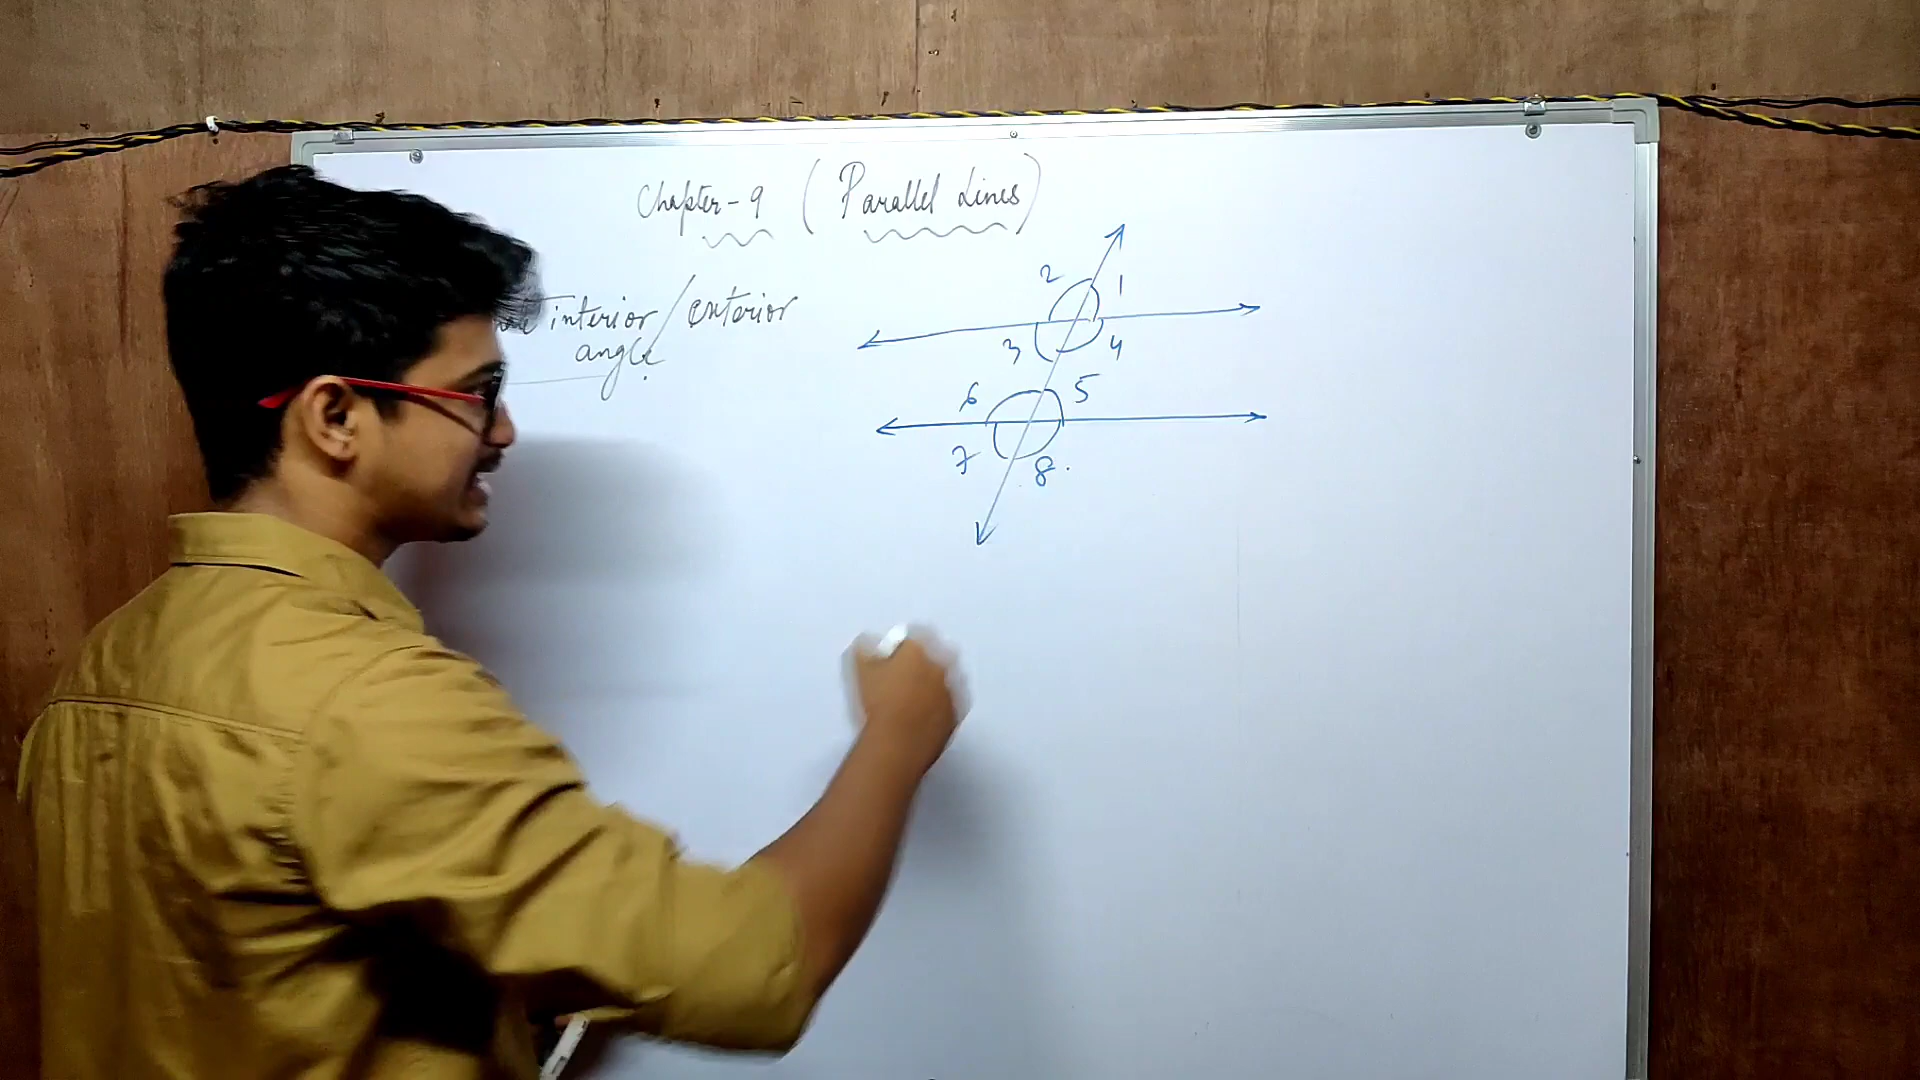 Chapter-9 (Parallel Lines)
interior/exterior
angle.
2 1
3 4
6 5
7 8.